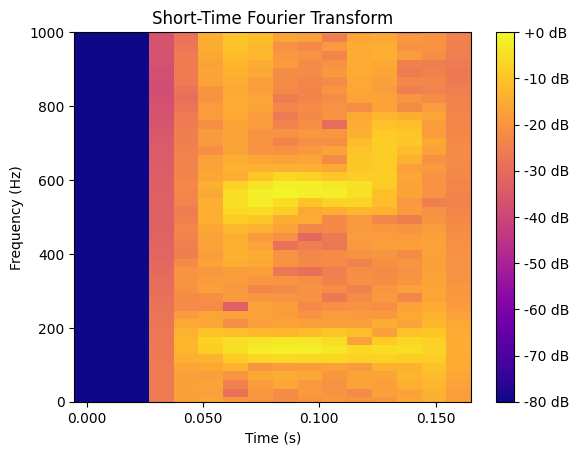 Short-Time Fourier Transform
1000
800
600
400
200
0
Frequency (Hz)
0.000
0.050
0.100
0.150
Time (s)
+0 dB
-10 dB
-20 dB
-30 dB
-40 dB
-50 dB
-60 dB
-70 dB
-80 dB